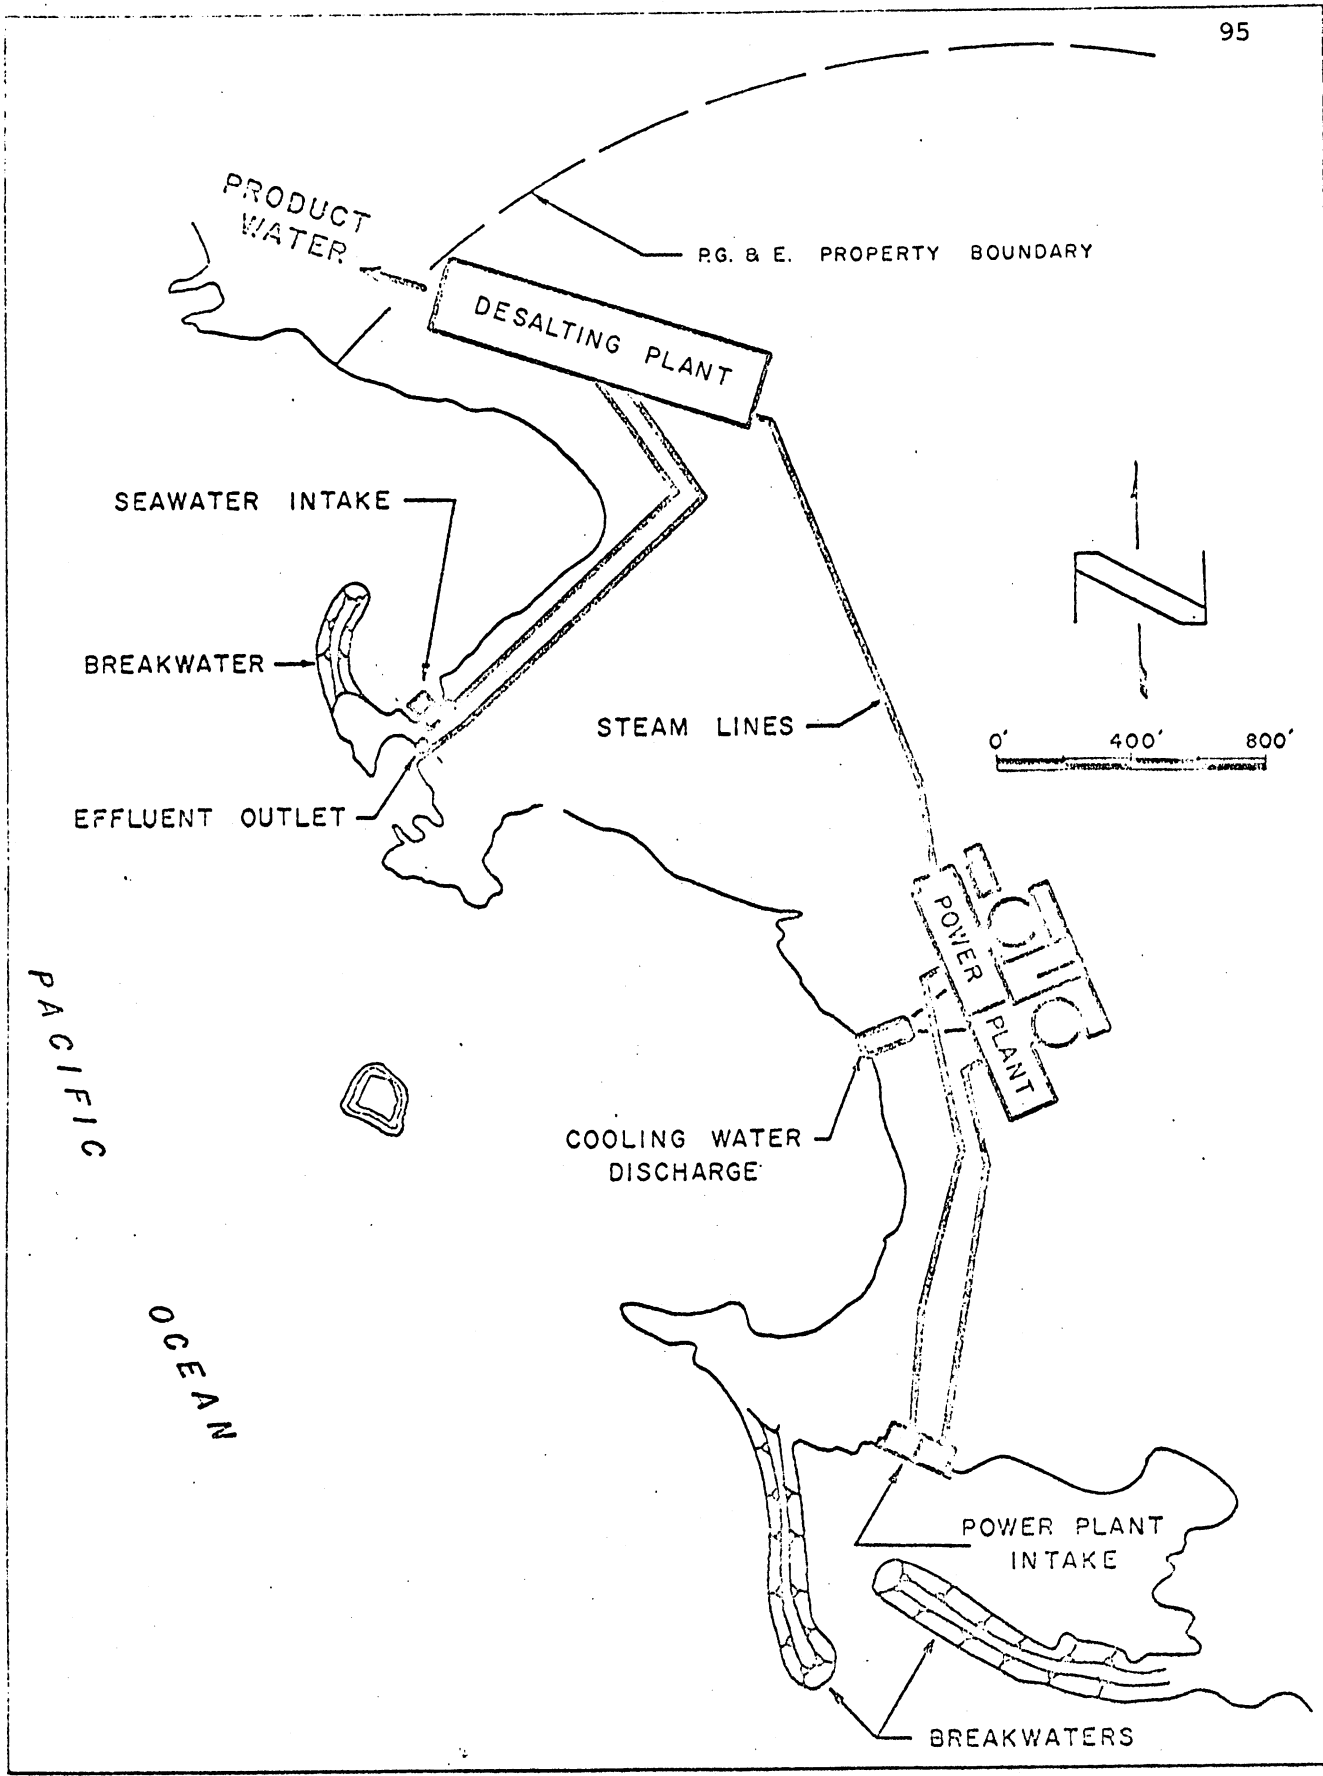 95
PRODUCT
WATER
P.G. & E. PROPERTY BOUNDARY
DESALTING PLANT
SEAWATER INTAKE
BREAKWATER
STEAM LINES
N
0' 400' 800'
EFFLUENT OUTLET
POWER
PLANT
PACIFIC
OCEAN
COOLING WATER
DISCHARGE
POWER PLANT
INTAKE
BREAKWATERS